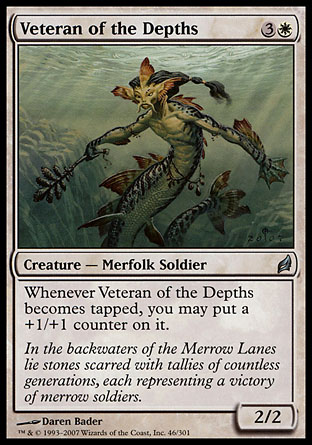 Veteran of the Depths 3
Creature — Merfolk Soldier
Whenever Veteran of the Depths
becomes tapped, you may put a
+1/+1 counter on it.
In the backwaters of the Merrow Lanes
lie stones scarred with tallies of countless
generations, each representing a victory
of merrow soldiers.
Daren Bader
™ & © 1993–2007 Wizards of the Coast, Inc. 46/301
2/2